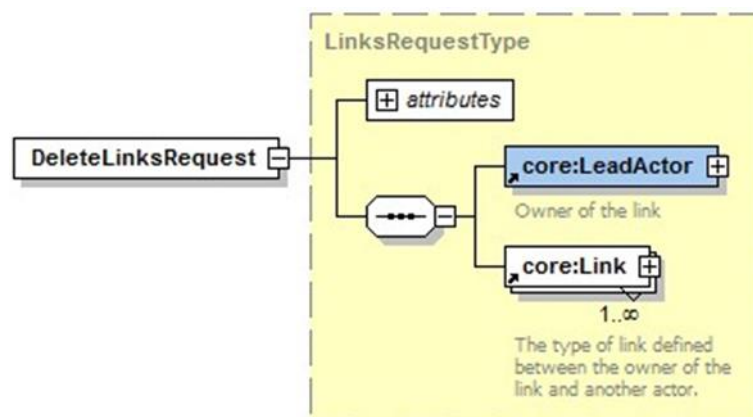 LinksRequestType
attributes
DeleteLinksRequest
core:LeadActor
Owner of the link
core:Link
1..∞
The type of link defined
between the owner of the
link and another actor.